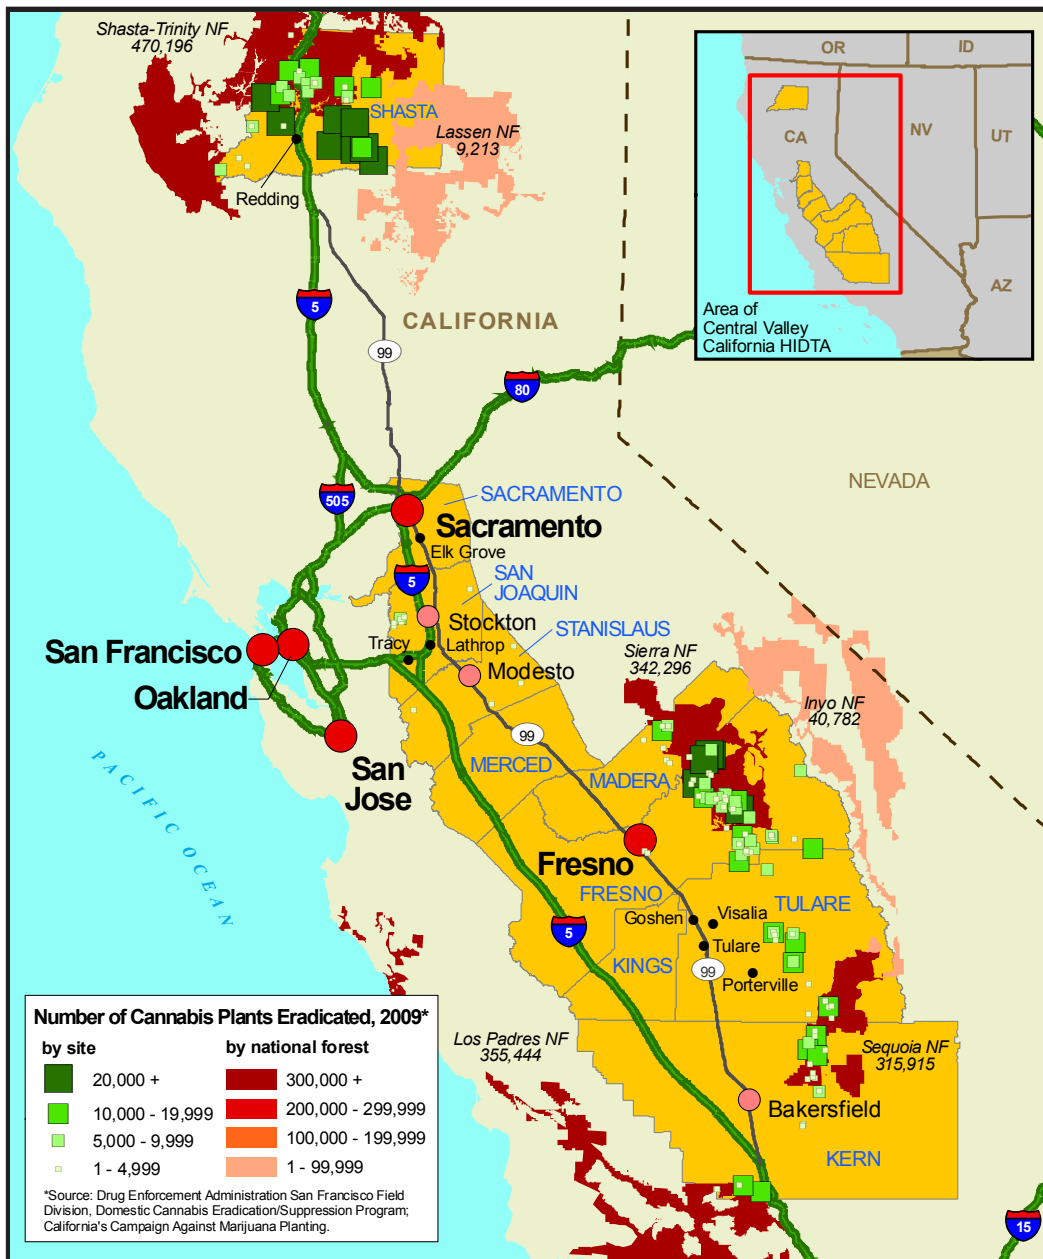 Shasta-Trinity NF
470,196
SHASTA
Lassen NF
9,213
Redding
5
99
CALIFORNIA
80
OR
ID
CA
NV
UT
AZ
Area of
Central Valley
California HIDTA
505
SACRAMENTO
Sacramento
Elk Grove
NEVADA
5
SAN
JOAQUIN
Stockton
STANISLAUS
Tracy
Lathrop
San Francisco
Oakland
Modesto
Sierra NF
342,296
Inyo NF
40,782
San
Jose
99
MERCED
MADERA
PACIFIC OCEAN
Fresno
FRESNO
Goshen
Visalia
TULARE
5
Tulare
KINGS
99
Porterville
Los Padres NF
355,444
Sequoia NF
315,915
Bakersfield
KERN
15
Number of Cannabis Plants Eradicated, 2009*
by site
20,000 +
10,000 - 19,999
5,000 - 9,999
1 - 4,999
by national forest
300,000 +
200,000 - 299,999
100,000 - 199,999
1 - 99,999
*Source: Drug Enforcement Administration San Francisco Field
Division, Domestic Cannabis Eradication/Suppression Program;
California's Campaign Against Marijuana Planting.